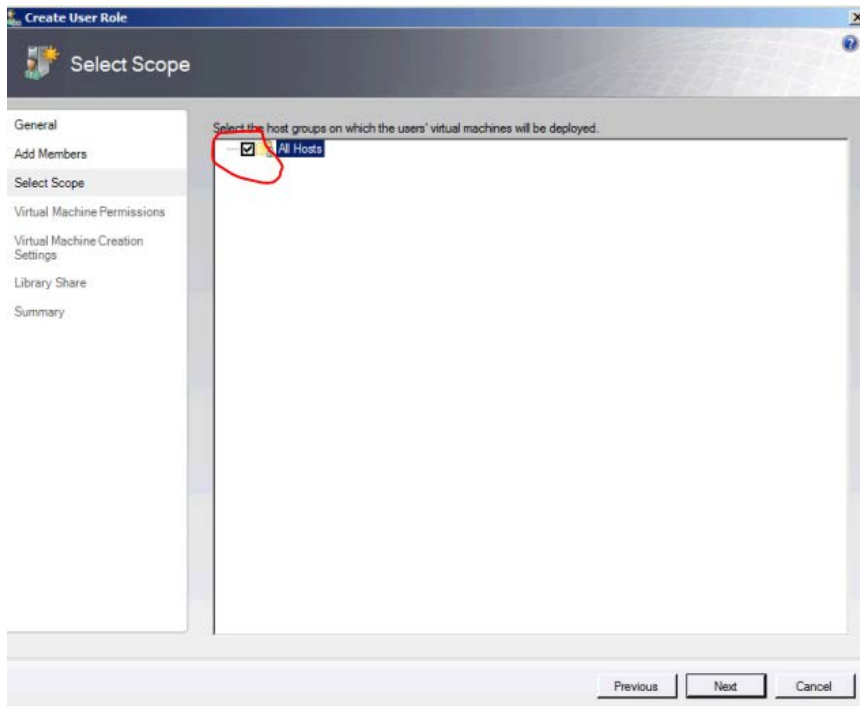 Create User Role
Select Scope
General
Add Members
Select Scope
Virtual Machine Permissions
Virtual Machine Creation
Settings
Library Share
Summary
Select the host groups on which the users' virtual machines will be deployed.
All Hosts
Previous
Next
Cancel